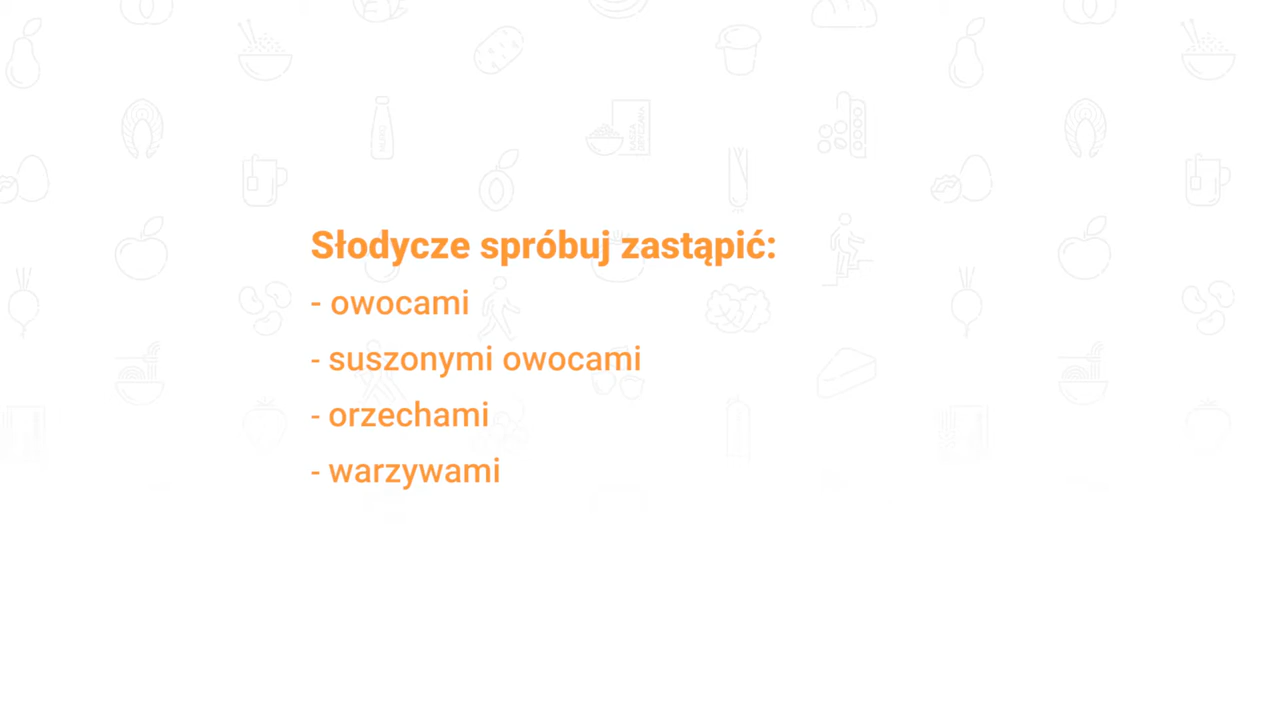 Słodycze spróbuj zastąpić:
- owocami
- suszonymi owocami
- orzechami
- warzywami